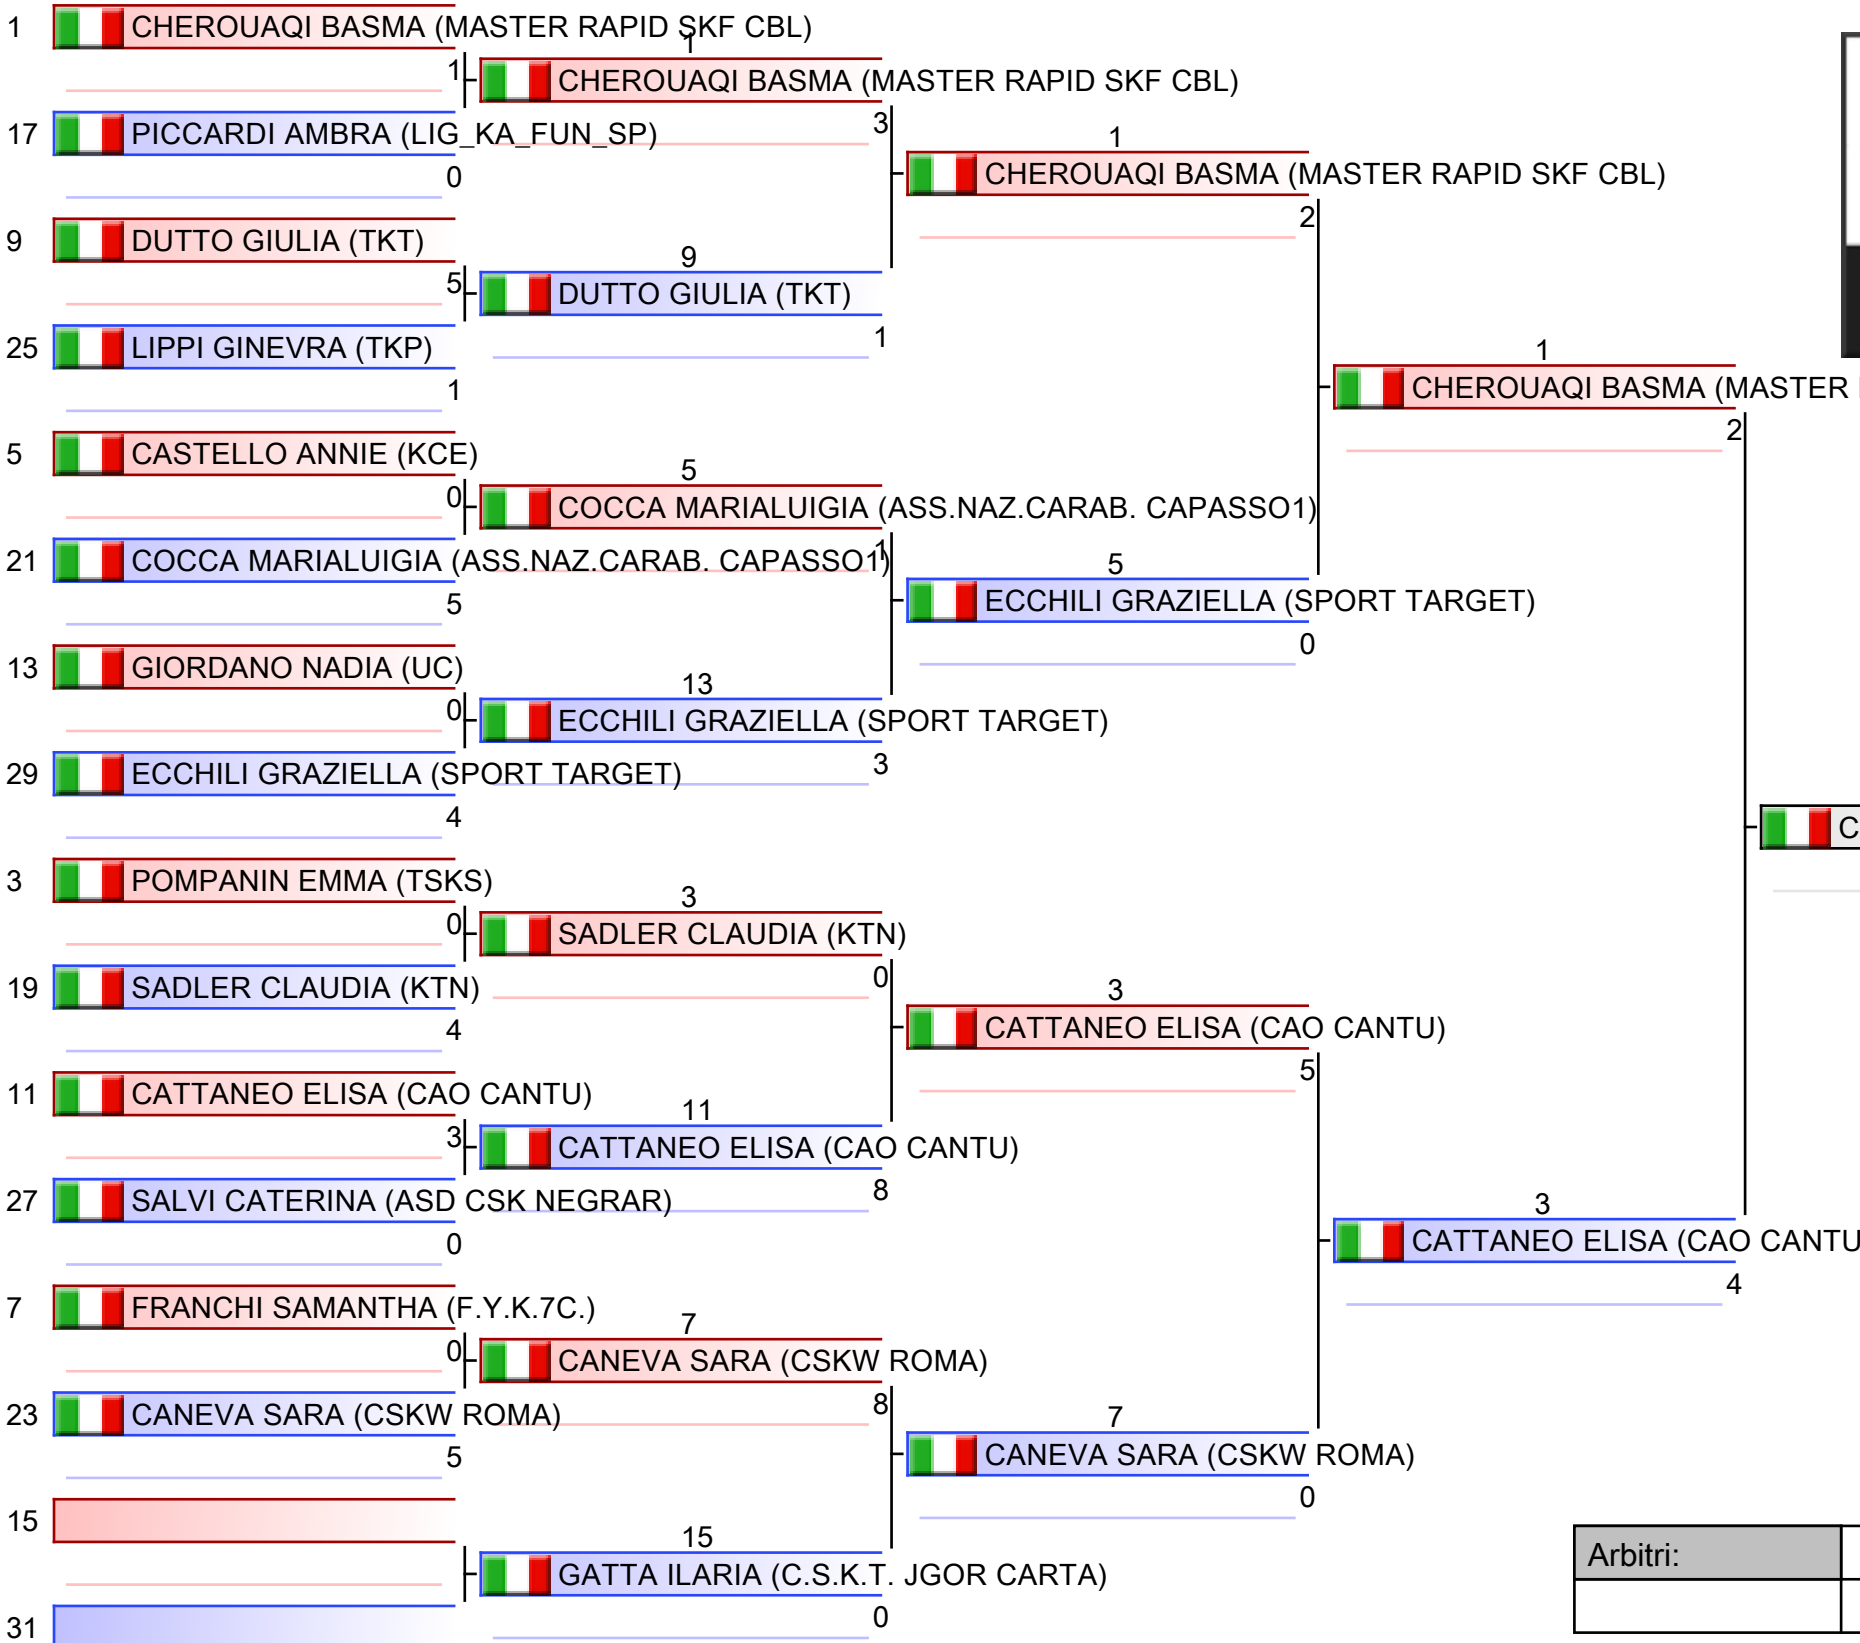 1 CHEROUAQI BASMA (MASTER RAPID SKF CBL)
1
1
CHEROUAQI BASMA (MASTER RAPID SKF CBL)
3
17 PICCARDI AMBRA (LIG_KA_FUN_SP)
0
1
CHEROUAQI BASMA (MASTER RAPID SKF CBL)
2
9 DUTTO GIULIA (TKT)
5
9
DUTTO GIULIA (TKT)
1
25 LIPPI GINEVRA (TKP)
1
1
CHEROUAQI BASMA (MASTER
2
5 CASTELLO ANNIE (KCE)
0
5
COCCA MARIALUIGIA (ASS.NAZ.CARAB. CAPASSO1)
1
21 COCCA MARIALUIGIA (ASS.NAZ.CARAB. CAPASSO1)
5
5
ECCHILI GRAZIELLA (SPORT TARGET)
0
13 GIORDANO NADIA (UC)
0
13
ECCHILI GRAZIELLA (SPORT TARGET)
3
29 ECCHILI GRAZIELLA (SPORT TARGET)
4
C
3 POMPANIN EMMA (TSKS)
0
3
SADLER CLAUDIA (KTN)
0
19 SADLER CLAUDIA (KTN)
4
3
CATTANEO ELISA (CAO CANTU)
5
11 CATTANEO ELISA (CAO CANTU)
3
11
CATTANEO ELISA (CAO CANTU)
8
27 SALVI CATERINA (ASD CSK NEGRAR)
0
3
CATTANEO ELISA (CAO CANTU
4
7 FRANCHI SAMANTHA (F.Y.K.7C.)
0
7
CANEVA SARA (CSKW ROMA)
8
23 CANEVA SARA (CSKW ROMA)
5
7
CANEVA SARA (CSKW ROMA)
0
15
15
GATTA ILARIA (C.S.K.T. JGOR CARTA)
0
31
Arbitri: